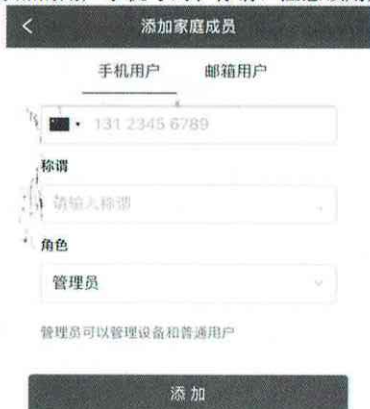 添加家庭成员
手机用户 邮箱用户
131 2345 6789
称谓
请输入称谓
角色
管理员
管理员可以管理设备和普通用户
添加